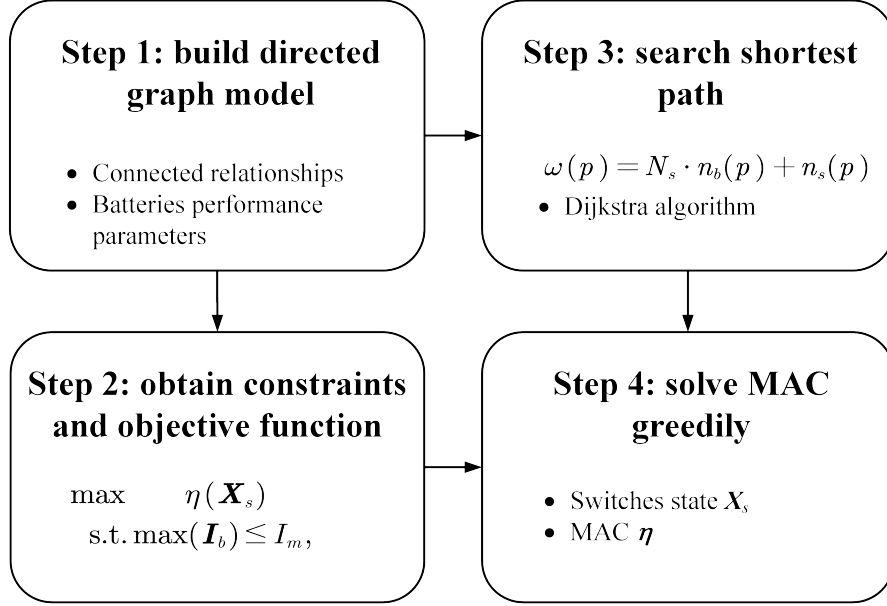 Step 1: build directed
graph model
• Connected relationships
• Batteries performance
parameters
Step 2: obtain constraints
and objective function
max η(X_s)
s.t. max(I_b) ≤ I_m,
Step 3: search shortest
path
ω(p) = N_s · n_b(p) + n_s(p)
• Dijkstra algorithm
Step 4: solve MAC
greedily
• Switches state X_s
• MAC η